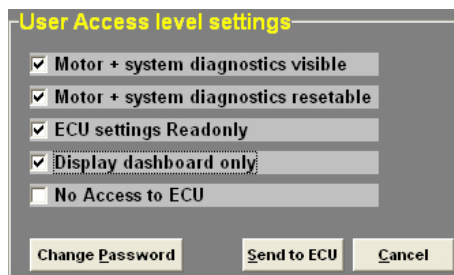 User Access level settings
Motor + system diagnostics visible
Motor + system diagnostics resetable
ECU settings Readonly
Display dashboard only
No Access to ECU
Change Password Send to ECU Cancel